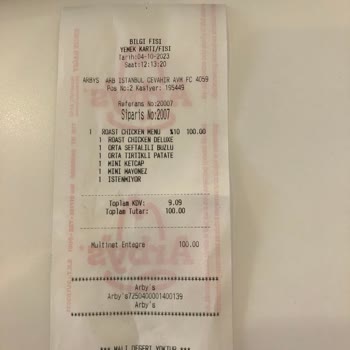 BILGI FISI
YEMEK KARTI/FISI
Tarih:04-10-2023
Saat:12:13:20
ARBYS ARB ISTANBUL CEVAHIR AVM FC 4059
Pos No:2 Kasiyer: 195449
Referans No:20007
Siparis No:2007
1 ROAST CHICKEN MENU %10 100.00
1 ROAST CHICKEN DELUXE
1 ORTA SEFTALILI BUZLU
1 ORTA TIRTIKLI PATATE
1 MINI KETCAP
1 MINI MAYONEZ
1 ISTENMIYOR
Toplam KDV: 9.09
Toplam Tutar: 100.00
Multinet Entegre 100.00
Arby's
Arby's
Arby's7250400001400139
Arby's
*** MALI DEGERI YOKTUR ***